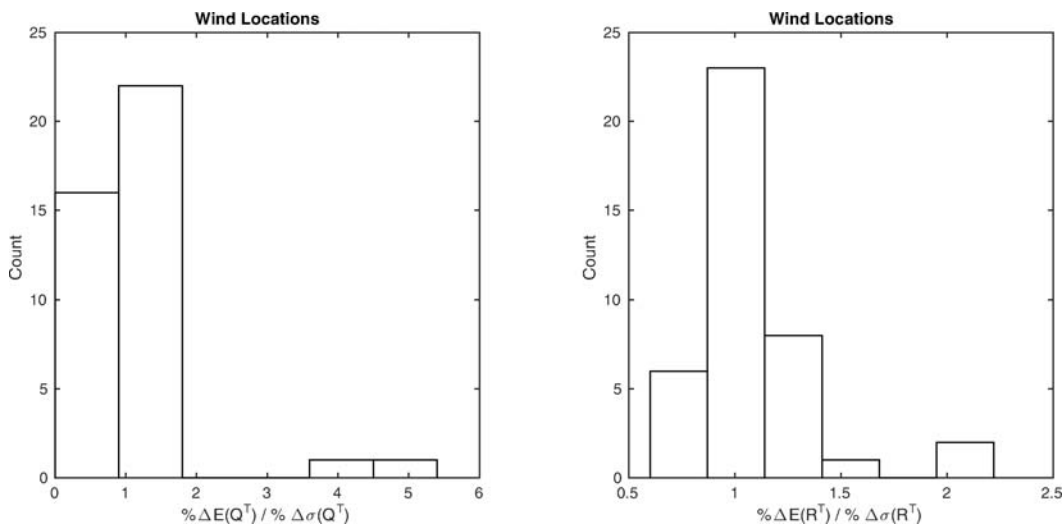 Wind Locations
25
20
15
10
5
0
Count
0 1 2 3 4 5 6
%ΔE(Q^T) / % Δσ(Q^T)
Wind Locations
25
20
15
10
5
0
Count
0.5 1 1.5 2 2.5
%ΔE(R^T) / % Δσ(R^T)